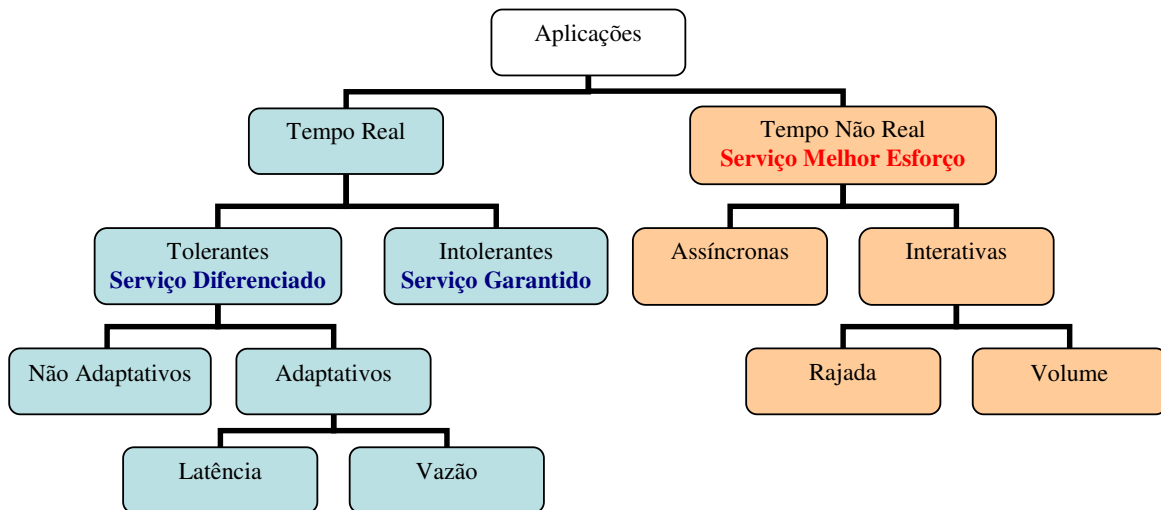 Aplicações
Tempo Real
Tempo Não Real
Serviço Melhor Esforço
Tolerantes
Serviço Diferenciado
Intolerantes
Serviço Garantido
Assíncronas
Interativas
Não Adaptativos
Adaptativos
Rajada
Volume
Latência
Vazão